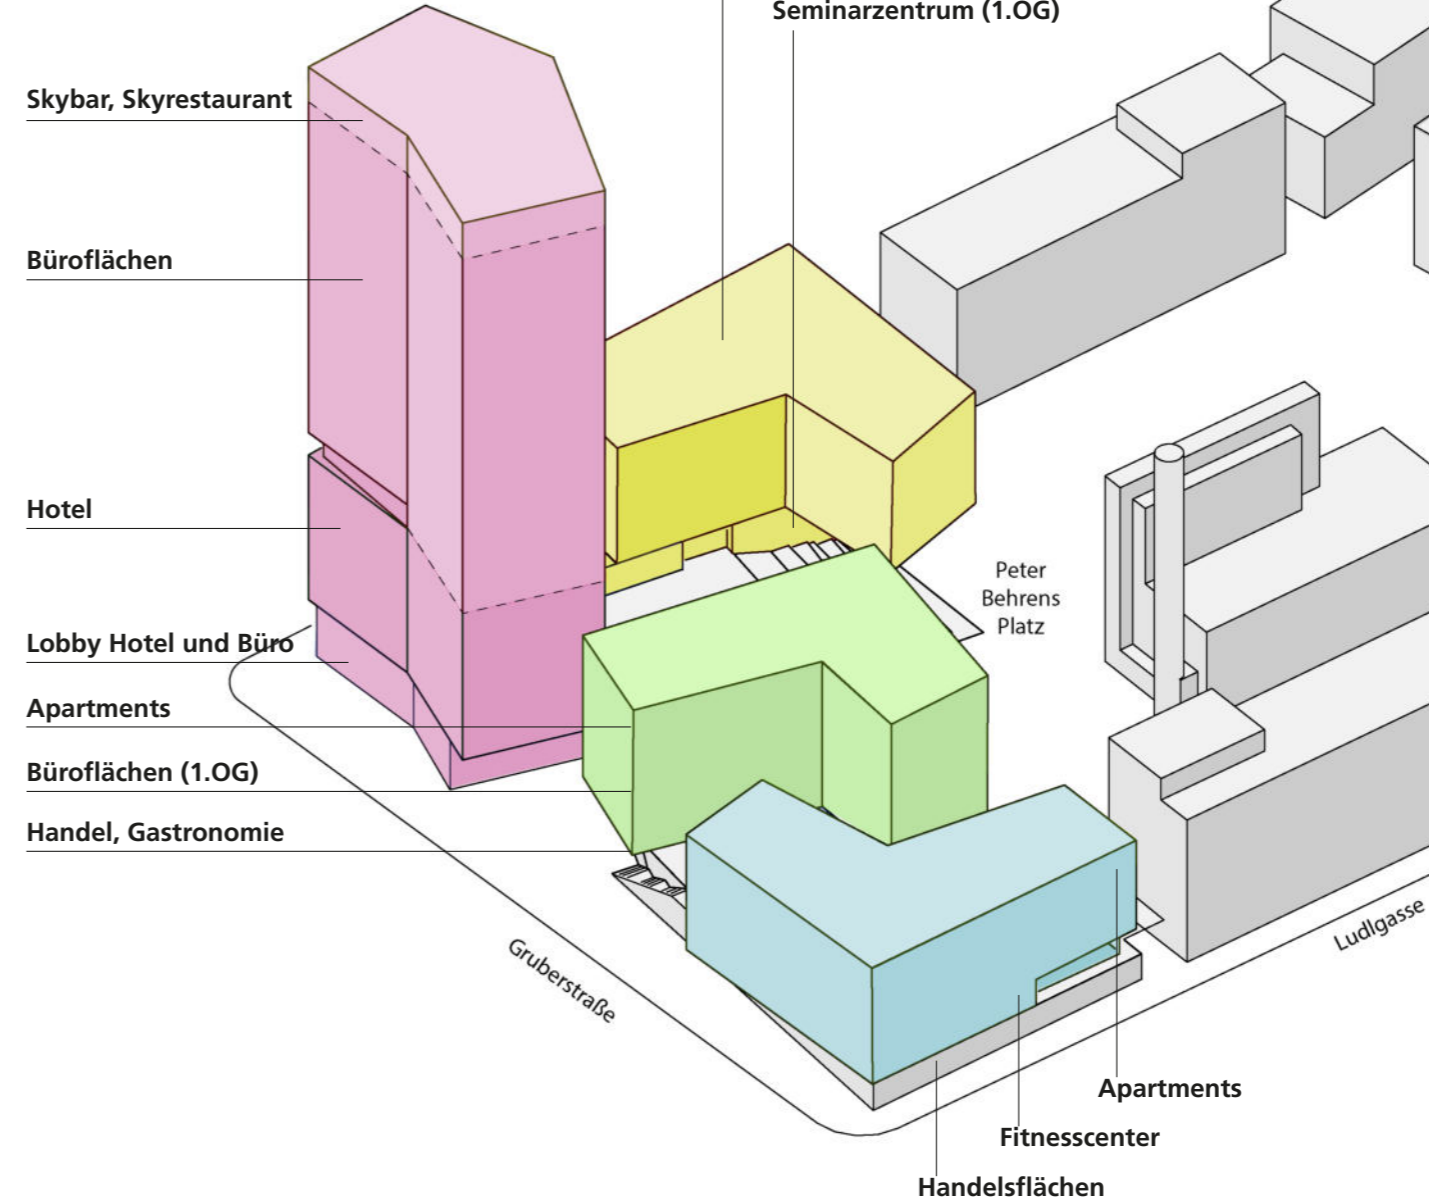 Seminarzentrum (1.OG)
Skybar, Skyrestaurant
Büroflächen
Hotel
Peter
Behrens
Platz
Lobby Hotel und Büro
Apartments
Büroflächen (1.OG)
Handel, Gastronomie
Gruberstraße
Ludlgasse
Apartments
Fitnesscenter
Handelsflächen